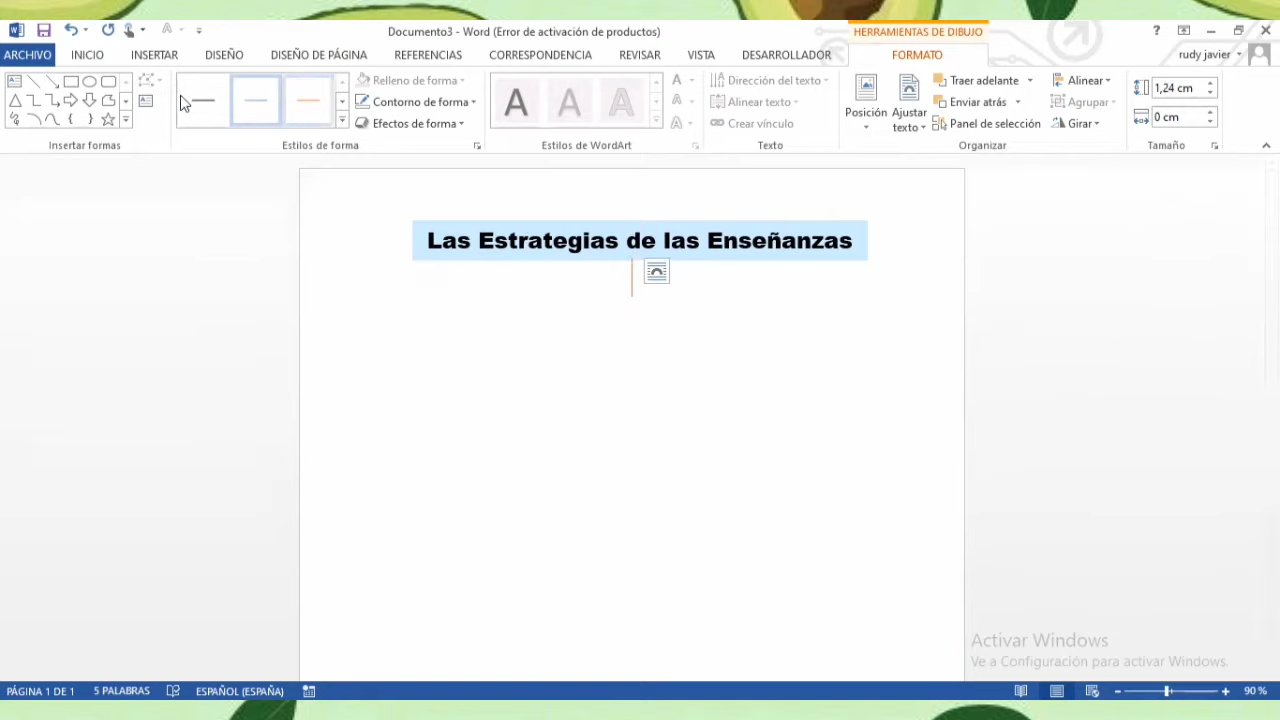 Documento3 - Word (Error de activación de productos)
HERRAMIENTAS DE DIBUJO
?
ARCHIVO INICIO INSERTAR DISEÑO DISEÑO DE PÁGINA REFERENCIAS CORRESPONDENCIA REVISAR VISTA DESARROLLADOR FORMATO rudy javier
Relleno de forma
Contorno de forma
Efectos de forma
Dirección del texto
Alinear texto
Crear vínculo
Posición
Ajustar
texto
Traer adelante
Enviar atrás
Panel de selección
Alinear
Agrupar
Girar
1,24 cm
0 cm
Insertar formas Estilos de forma Estilos de WordArt Texto Organizar Tamaño
Las Estrategias de las Enseñanzas
Activar Windows
Ve a Configuración para activar Windows.
PÁGINA 1 DE 1 5 PALABRAS ESPAÑOL (ESPAÑA) 90 %